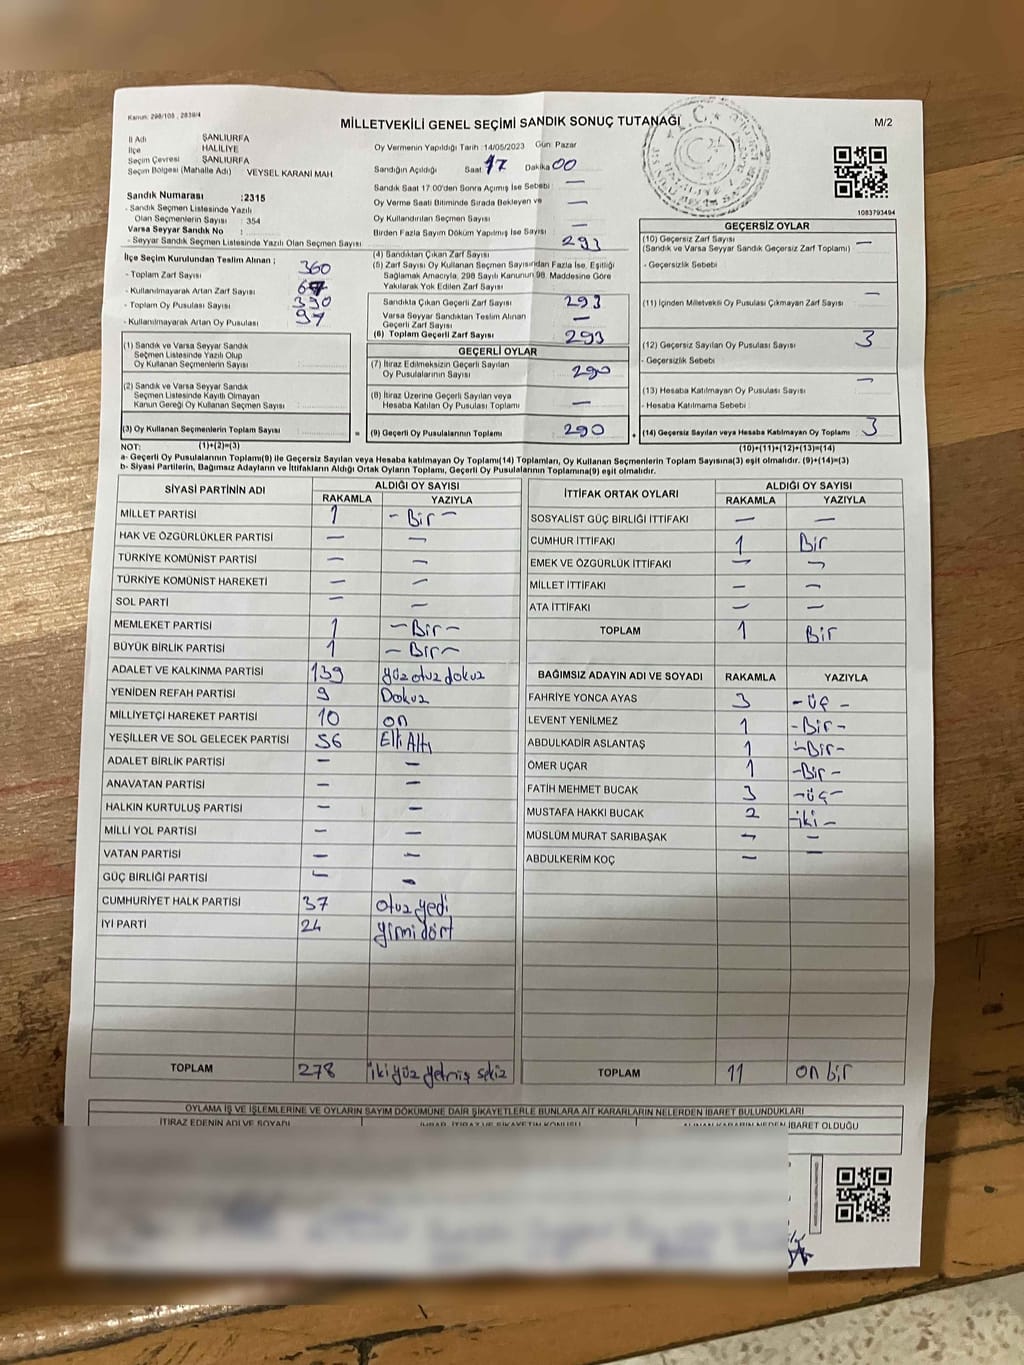 Kanun: 298/105 , 2839/4
MİLLETVEKİLİ GENEL SEÇİMİ SANDIK SONUÇ TUTANAĞI
M/2
İl Adı ŞANLIURFA
İlçe HALİLİYE
Seçim Çevresi ŞANLIURFA
Seçim Bölgesi (Mahalle Adı) VEYSEL KARANİ MAH.
Sandık Numarası :2315
- Sandık Seçmen Listesinde Yazılı
Olan Seçmenlerin Sayısı : 354
Varsa Seyyar Sandık No :
- Seyyar Sandık Seçmen Listesinde Yazılı Olan Seçmen Sayısı
İlçe Seçim Kurulundan Teslim Alınan ;
- Toplam Zarf Sayısı 360
- Kullanılmayarak Artan Zarf Sayısı 67
- Toplam Oy Pusulası Sayısı 390
- Kullanılmayarak Artan Oy Pusulası 97
Oy Vermenin Yapıldığı Tarih :14/05/2023 Gün: Pazar
Sandığın Açıldığı Saat 17 Dakika 00
Sandık Saat 17:00'den Sonra Açımış İse Sebebi —
Oy Verme Saati Bitiminde Sırada Bekleyen ve —
Oy Kullandırılan Seçmen Sayısı —
Birden Fazla Sayım Döküm Yapılmış İse Sayısı —
(4) Sandıktan Çıkan Zarf Sayısı 293
(5) Zarf Sayısı Oy Kullanan Seçmen Sayısından Fazla İse, Eşitliği
Sağlamak Amacıyla, 298 Sayılı Kanunun 98. Maddesine Göre
Yakılarak Yok Edilen Zarf Sayısı
Sandıkla Çıkan Geçerli Zarf Sayısı 293
Varsa Seyyar Sandıktan Teslim Alınan
Geçerli Zarf Sayısı —
(6) Toplam Geçerli Zarf Sayısı 293
1083793494
GEÇERSİZ OYLAR
(10) Geçersiz Zarf Sayısı —
(Sandık ve Varsa Seyyar Sandık Geçersiz Zarf Toplamı)
- Geçersizlik Sebebi
(11) İçinden Milletvekili Oy Pusulası Çıkmayan Zarf Sayısı —
(12) Geçersiz Sayılan Oy Pusulası Sayısı 3
- Geçersizlik Sebebi
(13) Hesaba Katılmayan Oy Pusulası Sayısı —
- Hesaba Katılmama Sebebi
(14) Geçersiz Sayılan veya Hesaba Katılmayan Oy Toplamı 3
(1) Sandık ve Varsa Seyyar Sandık
Seçmen Listesinde Yazılı Olup
Oy Kullanan Seçmenlerin Sayısı
(2) Sandık ve Varsa Seyyar Sandık
Seçmen Listesinde Kayıtlı Olmayan
Kanun Gereği Oy Kullanan Seçmen Sayısı
(3) Oy Kullanan Seçmenlerin Toplam Sayısı =
GEÇERLİ OYLAR
(7) İtiraz Edilmeksizin Geçerli Sayılan
Oy Pusulalarının Sayısı 290
(8) İtiraz Üzerine Geçerli Sayılan veya
Hesaba Katılan Oy Pusulası Toplamı —
(9) Geçerli Oy Pusulalarının Toplamı 290 +
NOT: (1)+(2)=(3) (10)+(11)+(12)+(13)=(14)
a- Geçerli Oy Pusulalarının Toplamı(9) ile Geçersiz Sayılan veya Hesaba katılmayan Oy Toplamı(14) Toplamları, Oy Kullanan Seçmenlerin Toplam Sayısına(3) eşit olmalıdır. (9)+(14)=(3)
b- Siyasi Partilerin, Bağımsız Adayların ve İttifakların Aldığı Ortak Oyların Toplamı, Geçerli Oy Pusulalarının Toplamına(9) eşit olmalıdır.
SİYASİ PARTİNİN ADI ALDIĞI OY SAYISI
RAKAMLA YAZIYLA
MİLLET PARTİSİ 1 - Bir -
HAK VE ÖZGÜRLÜKLER PARTİSİ — —
TÜRKİYE KOMÜNİST PARTİSİ — —
TÜRKİYE KOMÜNİST HAREKETİ — —
SOL PARTİ — —
MEMLEKET PARTİSİ 1 - Bir -
BÜYÜK BİRLİK PARTİSİ 1 - Bir -
ADALET VE KALKINMA PARTİSİ 139 yüz otuz dokuz
YENİDEN REFAH PARTİSİ 9 Dokuz
MİLLİYETÇİ HAREKET PARTİSİ 10 on
YEŞİLLER VE SOL GELECEK PARTİSİ 56 Elli Altı
ADALET BİRLİK PARTİSİ — —
ANAVATAN PARTİSİ — —
HALKIN KURTULUŞ PARTİSİ — —
MİLLİ YOL PARTİSİ — —
VATAN PARTİSİ — —
GÜÇ BİRLİĞİ PARTİSİ — —
CUMHURİYET HALK PARTİSİ 37 otuz yedi
İYİ PARTİ 24 yirmi dört
TOPLAM 278 iki yüz yetmiş sekiz
İTTİFAK ORTAK OYLARI ALDIĞI OY SAYISI
RAKAMLA YAZIYLA
SOSYALİST GÜÇ BİRLİĞİ İTTİFAKI — —
CUMHUR İTTİFAKI 1 Bir
EMEK VE ÖZGÜRLÜK İTTİFAKI — —
MİLLET İTTİFAKI — —
ATA İTTİFAKI — —
TOPLAM 1 Bir
BAĞIMSIZ ADAYIN ADI VE SOYADI RAKAMLA YAZIYLA
FAHRİYE YONCA AYAS 3 - üç -
LEVENT YENİLMEZ 1 - Bir -
ABDULKADİR ASLANTAŞ 1 - Bir -
ÖMER UÇAR 1 - Bir -
FATİH MEHMET BUCAK 3 - üç -
MUSTAFA HAKKI BUCAK 2 - iki -
MÜSLÜM MURAT SARIBAŞAK — —
ABDULKERİM KOÇ — —
TOPLAM 11 on bir
OYLAMA İŞ VE İŞLEMLERİNE VE OYLARIN SAYIM DÖKÜMÜNE DAİR ŞİKAYETLERLE BUNLARA AİT KARARLARIN NELERDEN İBARET BULUNDUKLARI
İTİRAZ EDENİN ADI VE SOYADI
İBARET OLDUĞU